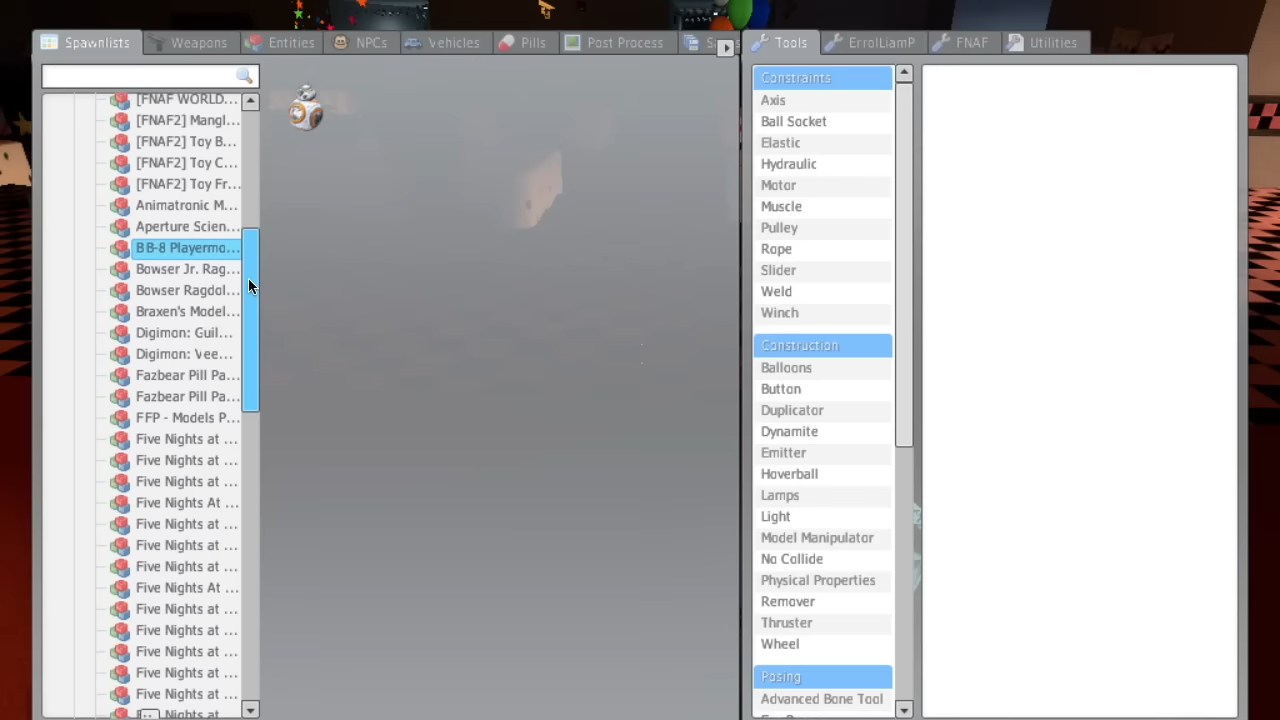 Spawnlists Weapons Entities NPCs Vehicles Pills Post Process
Tools ErrolLiamP FNAF Utilities
[FNAF WORLD...
[FNAF2] Mangl...
[FNAF2] Toy B...
[FNAF2] Toy C...
[FNAF2] Toy Fr...
Animatronic M...
Aperture Scien...
BB-8 Playermo...
Bowser Jr. Rag...
Bowser Ragdol...
Braxen's Model...
Digimon: Guil...
Digimon: Vee...
Fazbear Pill Pa...
Fazbear Pill Pa...
FFP - Models P...
Five Nights at ...
Five Nights at ...
Five Nights at ...
Five Nights At ...
Five Nights at ...
Five Nights at ...
Five Nights at ...
Five Nights At ...
Five Nights at ...
Five Nights at ...
Five Nights at ...
Five Nights at ...
Five Nights at ...
Nights at ...
Constraints
Axis
Ball Socket
Elastic
Hydraulic
Motor
Muscle
Pulley
Rope
Slider
Weld
Winch
Construction
Balloons
Button
Duplicator
Dynamite
Emitter
Hoverball
Lamps
Light
Model Manipulator
No Collide
Physical Properties
Remover
Thruster
Wheel
Posing
Advanced Bone Tool